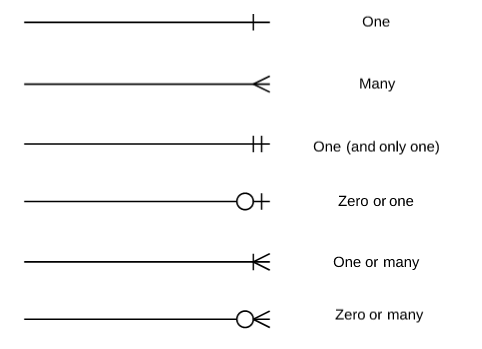 One
Many
One (and only one)
Zero or one
One or many
Zero or many